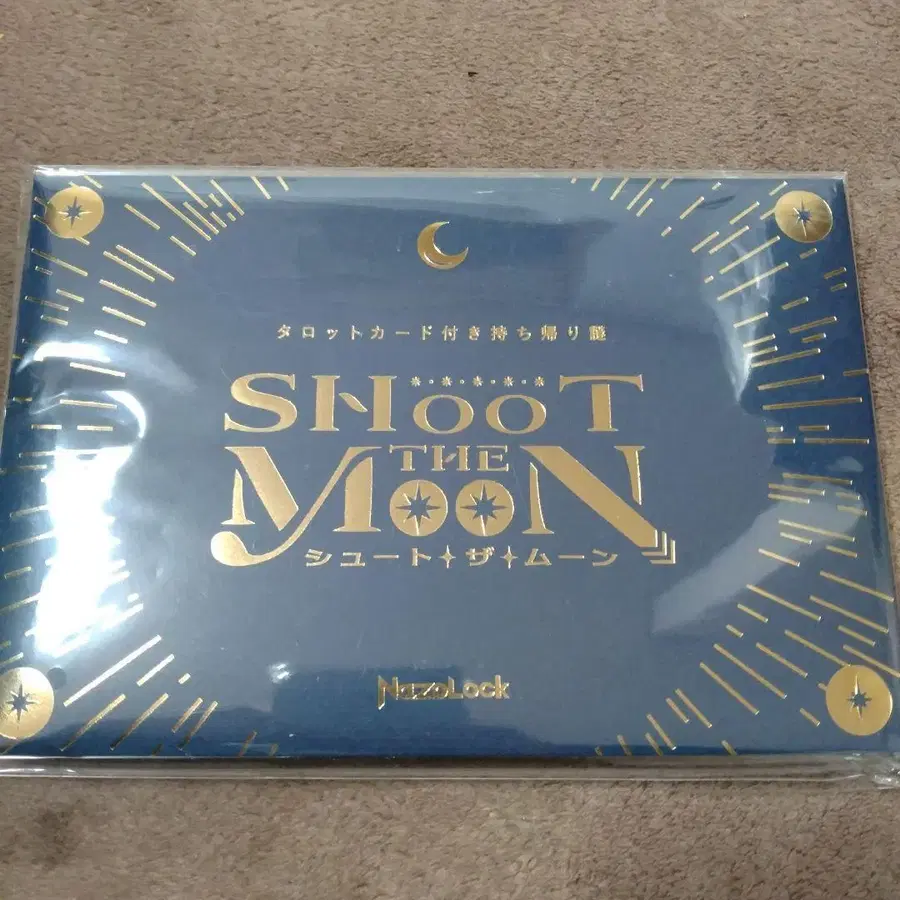 タロットカード付き持ち帰り謎
SHOOT
THE
MOON
シュート✦ザ✦ムーン
NazoLock